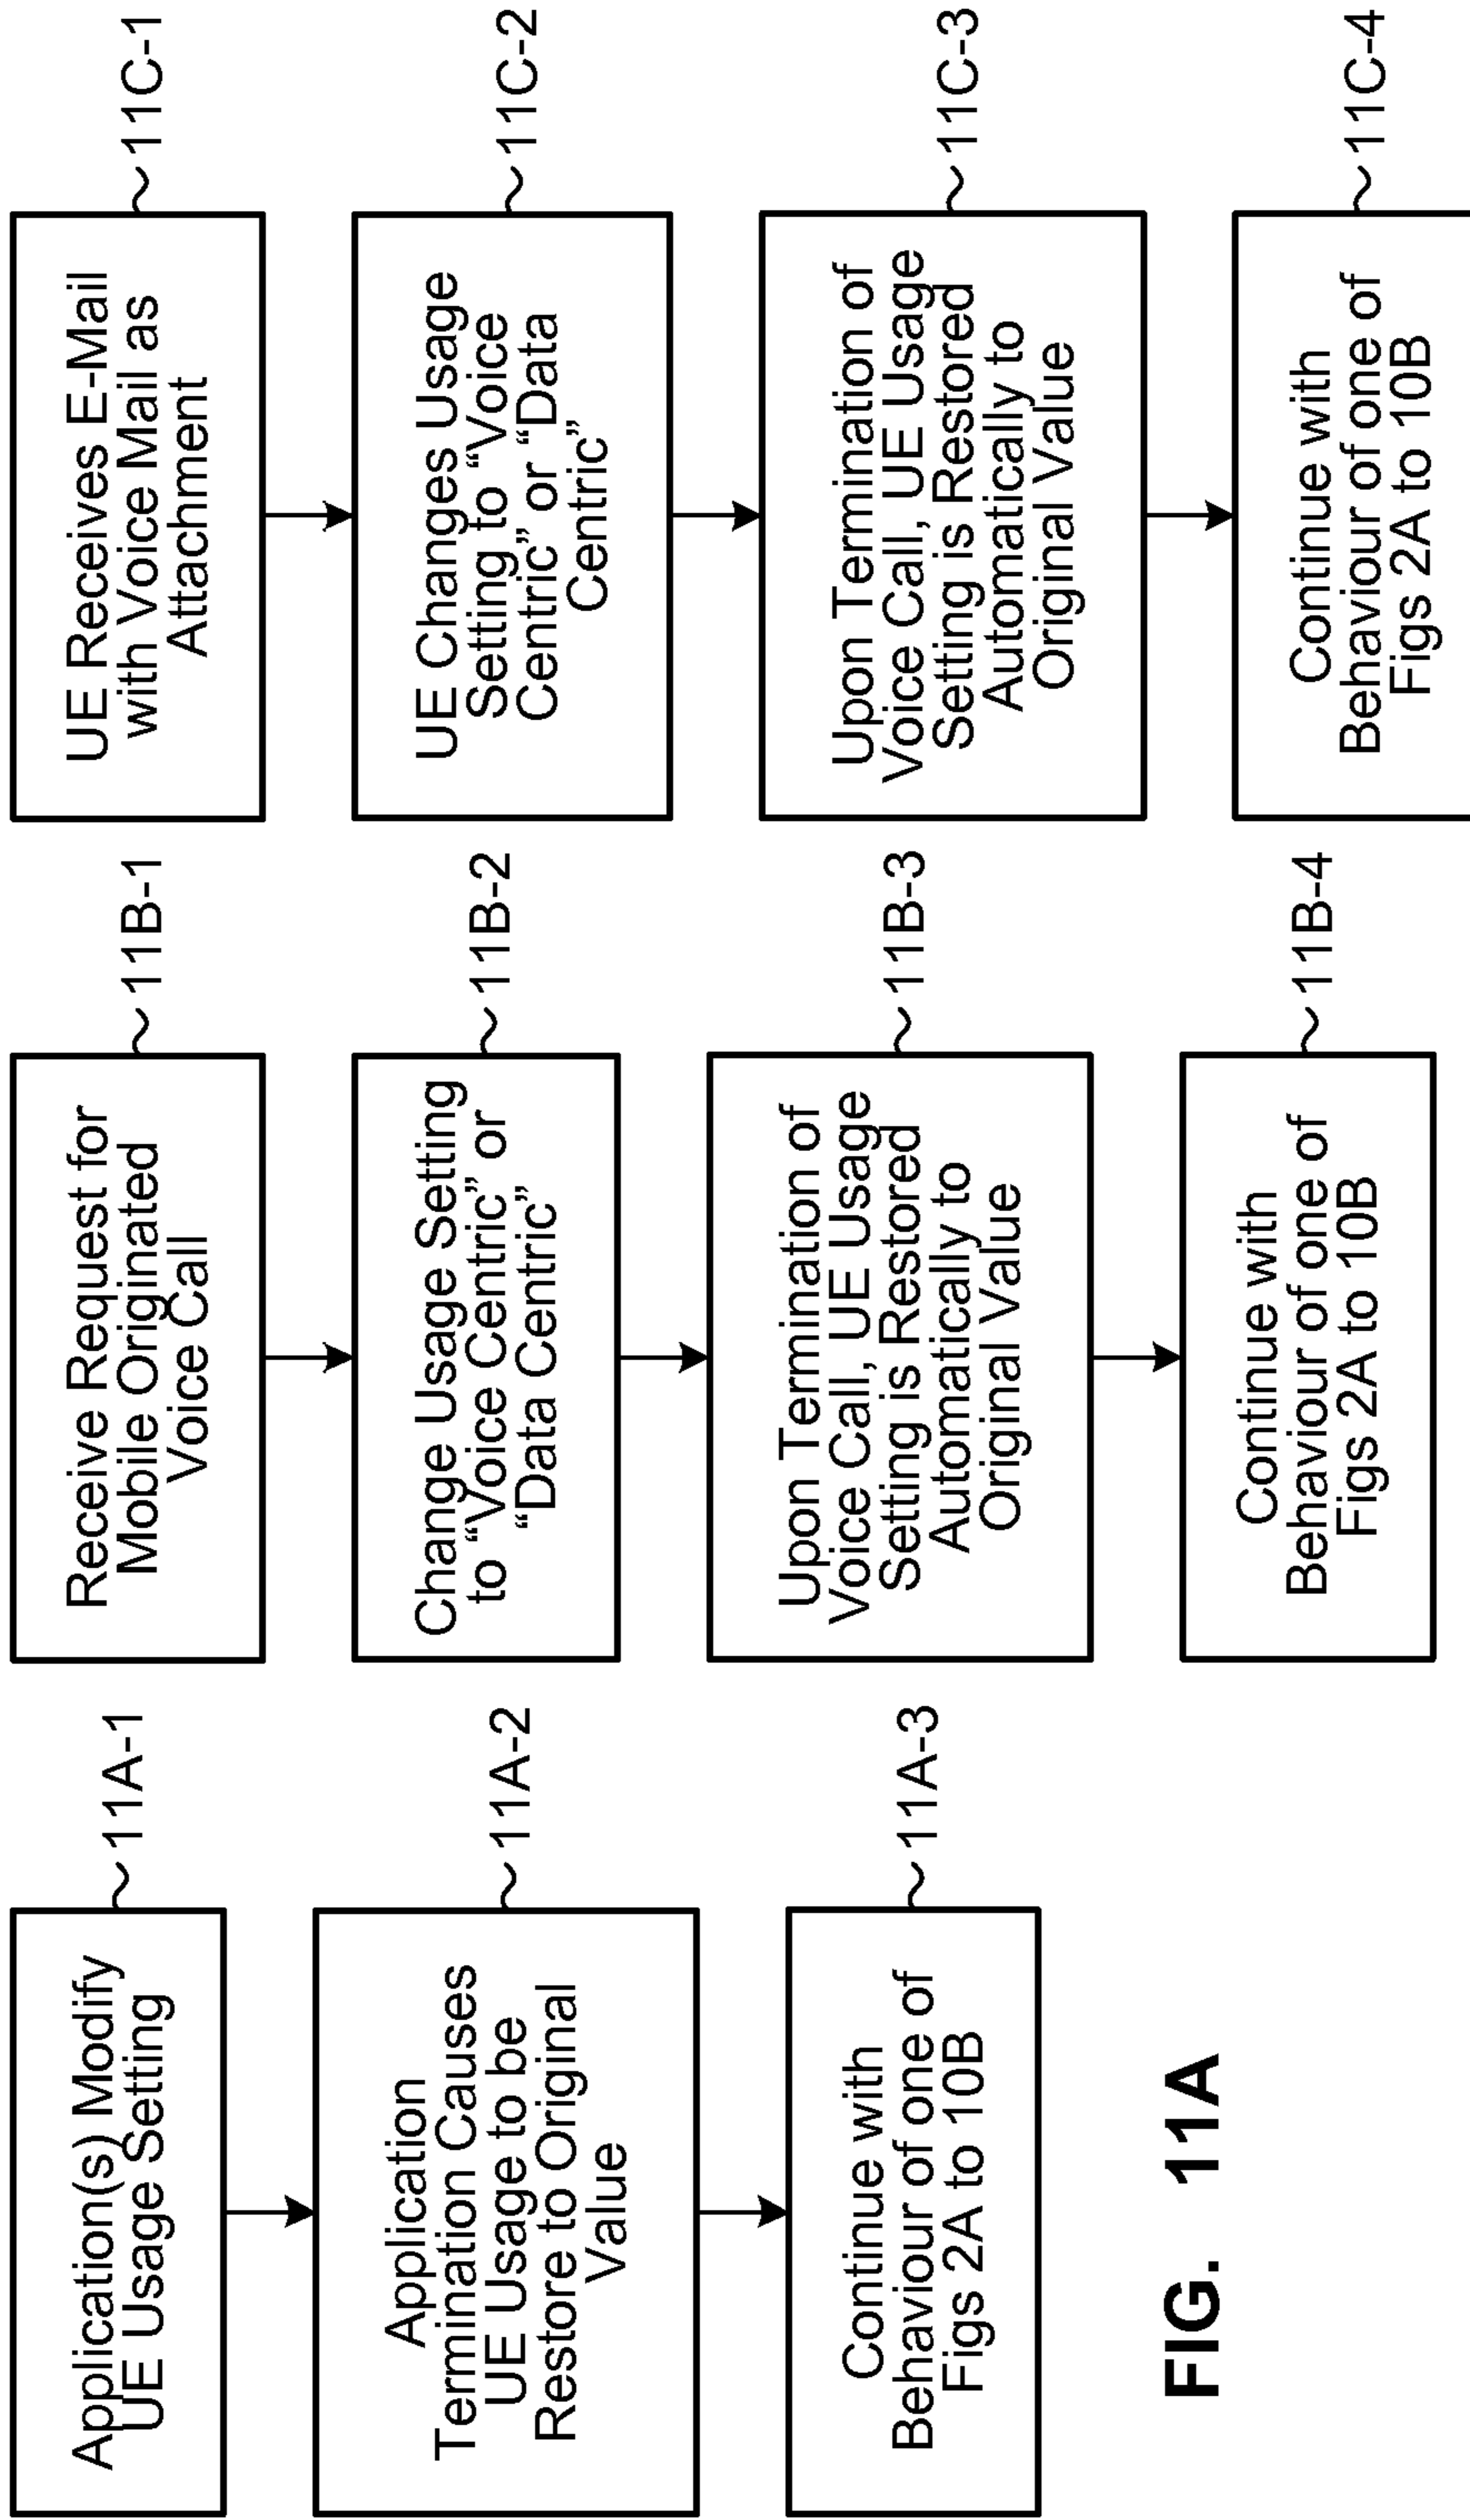 Application(s) Modify
UE Usage Setting
11A-1
Application
Termination Causes
UE Usage to be
Restore to Original
Value
11A-2
Continue with
Behaviour of one of
Figs 2A to 10B
11A-3
FIG. 11A
Receive Request for
Mobile Originated
Voice Call
11B-1
Change Usage Setting
to “Voice Centric” or
“Data Centric”
11B-2
Upon Termination of
Voice Call, UE Usage
Setting is Restored
Automatically to
Original Value
11B-3
Continue with
Behaviour of one of
Figs 2A to 10B
11B-4
UE Receives E-Mail
with Voice Mail as
Attachment
11C-1
UE Changes Usage
Setting to “Voice
Centric” or “Data
Centric”
11C-2
Upon Termination of
Voice Call, UE Usage
Setting is Restored
Automatically to
Original Value
11C-3
Continue with
Behaviour of one of
Figs 2A to 10B
11C-4